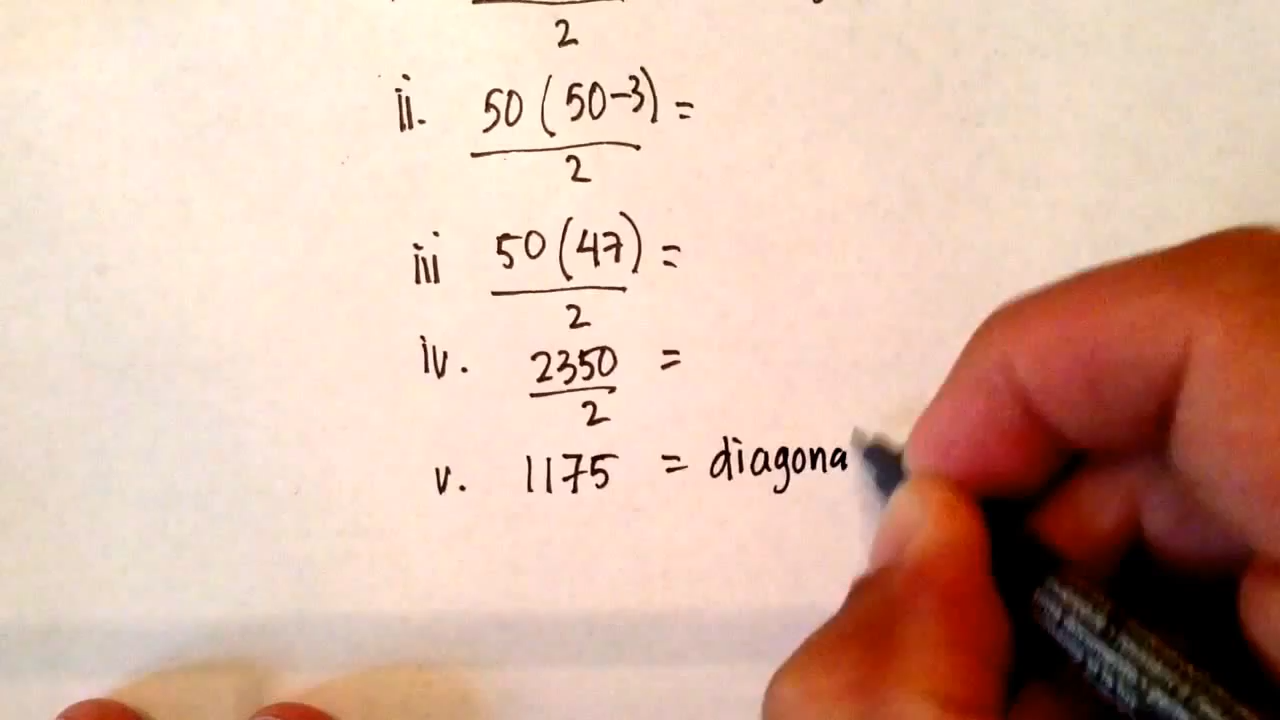 2
ii. 50 (50-3) =
2
iii 50 (47) =
2
iv. 2350 =
2
v. 1175 = diagona